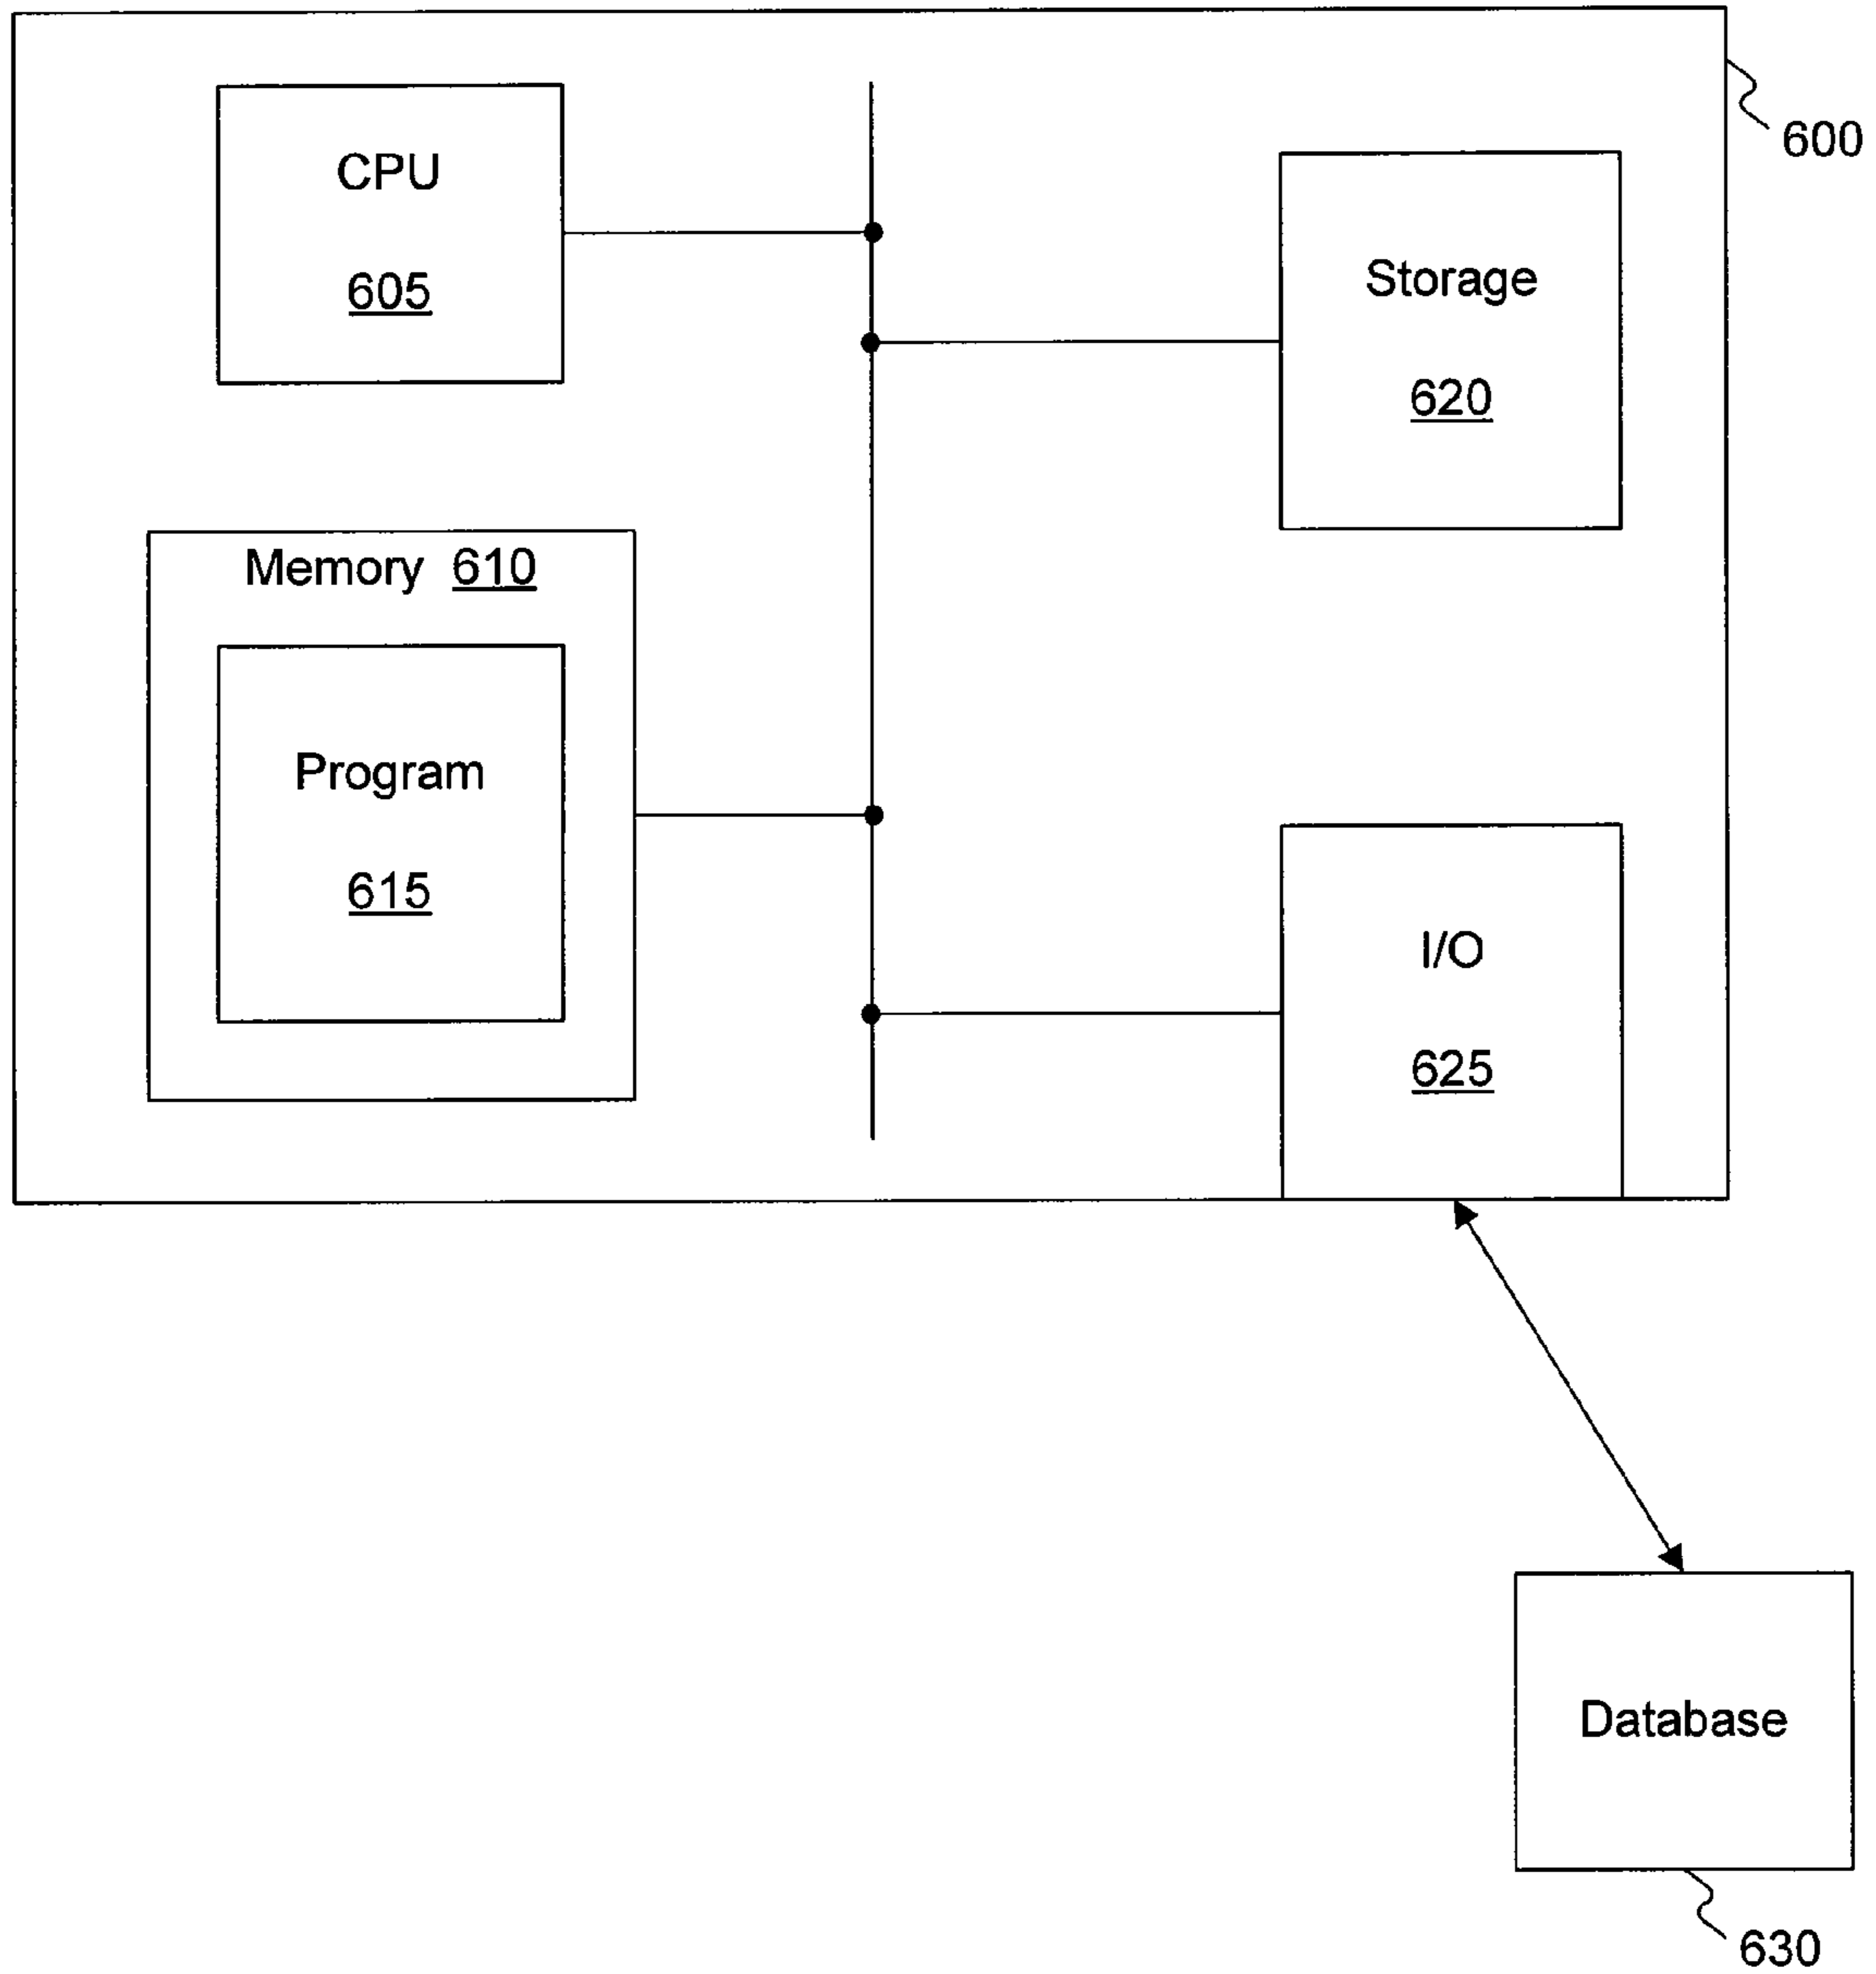 600
CPU
605
Storage
620
Memory 610
Program
615
I/O
625
Database
630